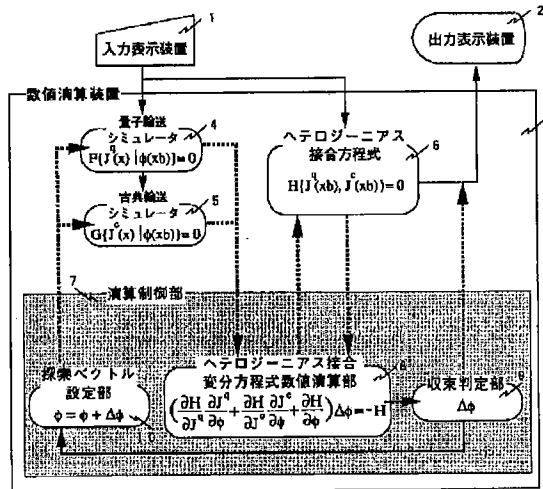 1
入力表示装置
2
出力表示装置
数値演算装置
量子輸送
シミュレータ
4
F{J^q(x) | φ(xb)}=0
古典輸送
シミュレータ
5
G{J^c(x) | φ(xb)}=0
ヘテロジーニアス
接合方程式
6
H{J^q(xb), J^c(xb)}=0
7
演算制御部
探索ベクトル
設定部
φ = φ + Δφ
10
ヘテロジーニアス接合
変分方程式数値演算部
8
(∂H/∂J^q ∂J^q/∂φ + ∂H/∂J^c ∂J^c/∂φ + ∂H/∂φ)Δφ=-H
収束判定部
9
Δφ